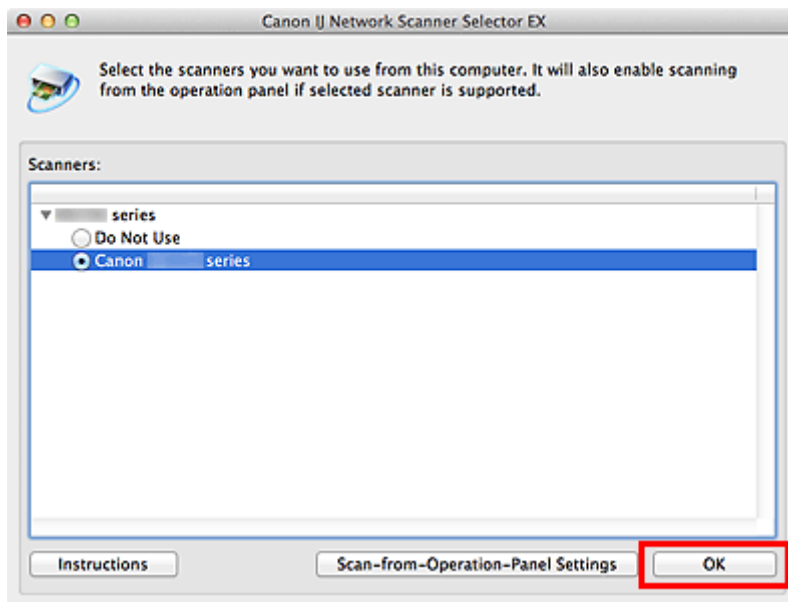 Canon IJ Network Scanner Selector EX
Select the scanners you want to use from this computer. It will also enable scanning
from the operation panel if selected scanner is supported.
Scanners:
series
Do Not Use
Canon series
Instructions
Scan-from-Operation-Panel Settings
OK